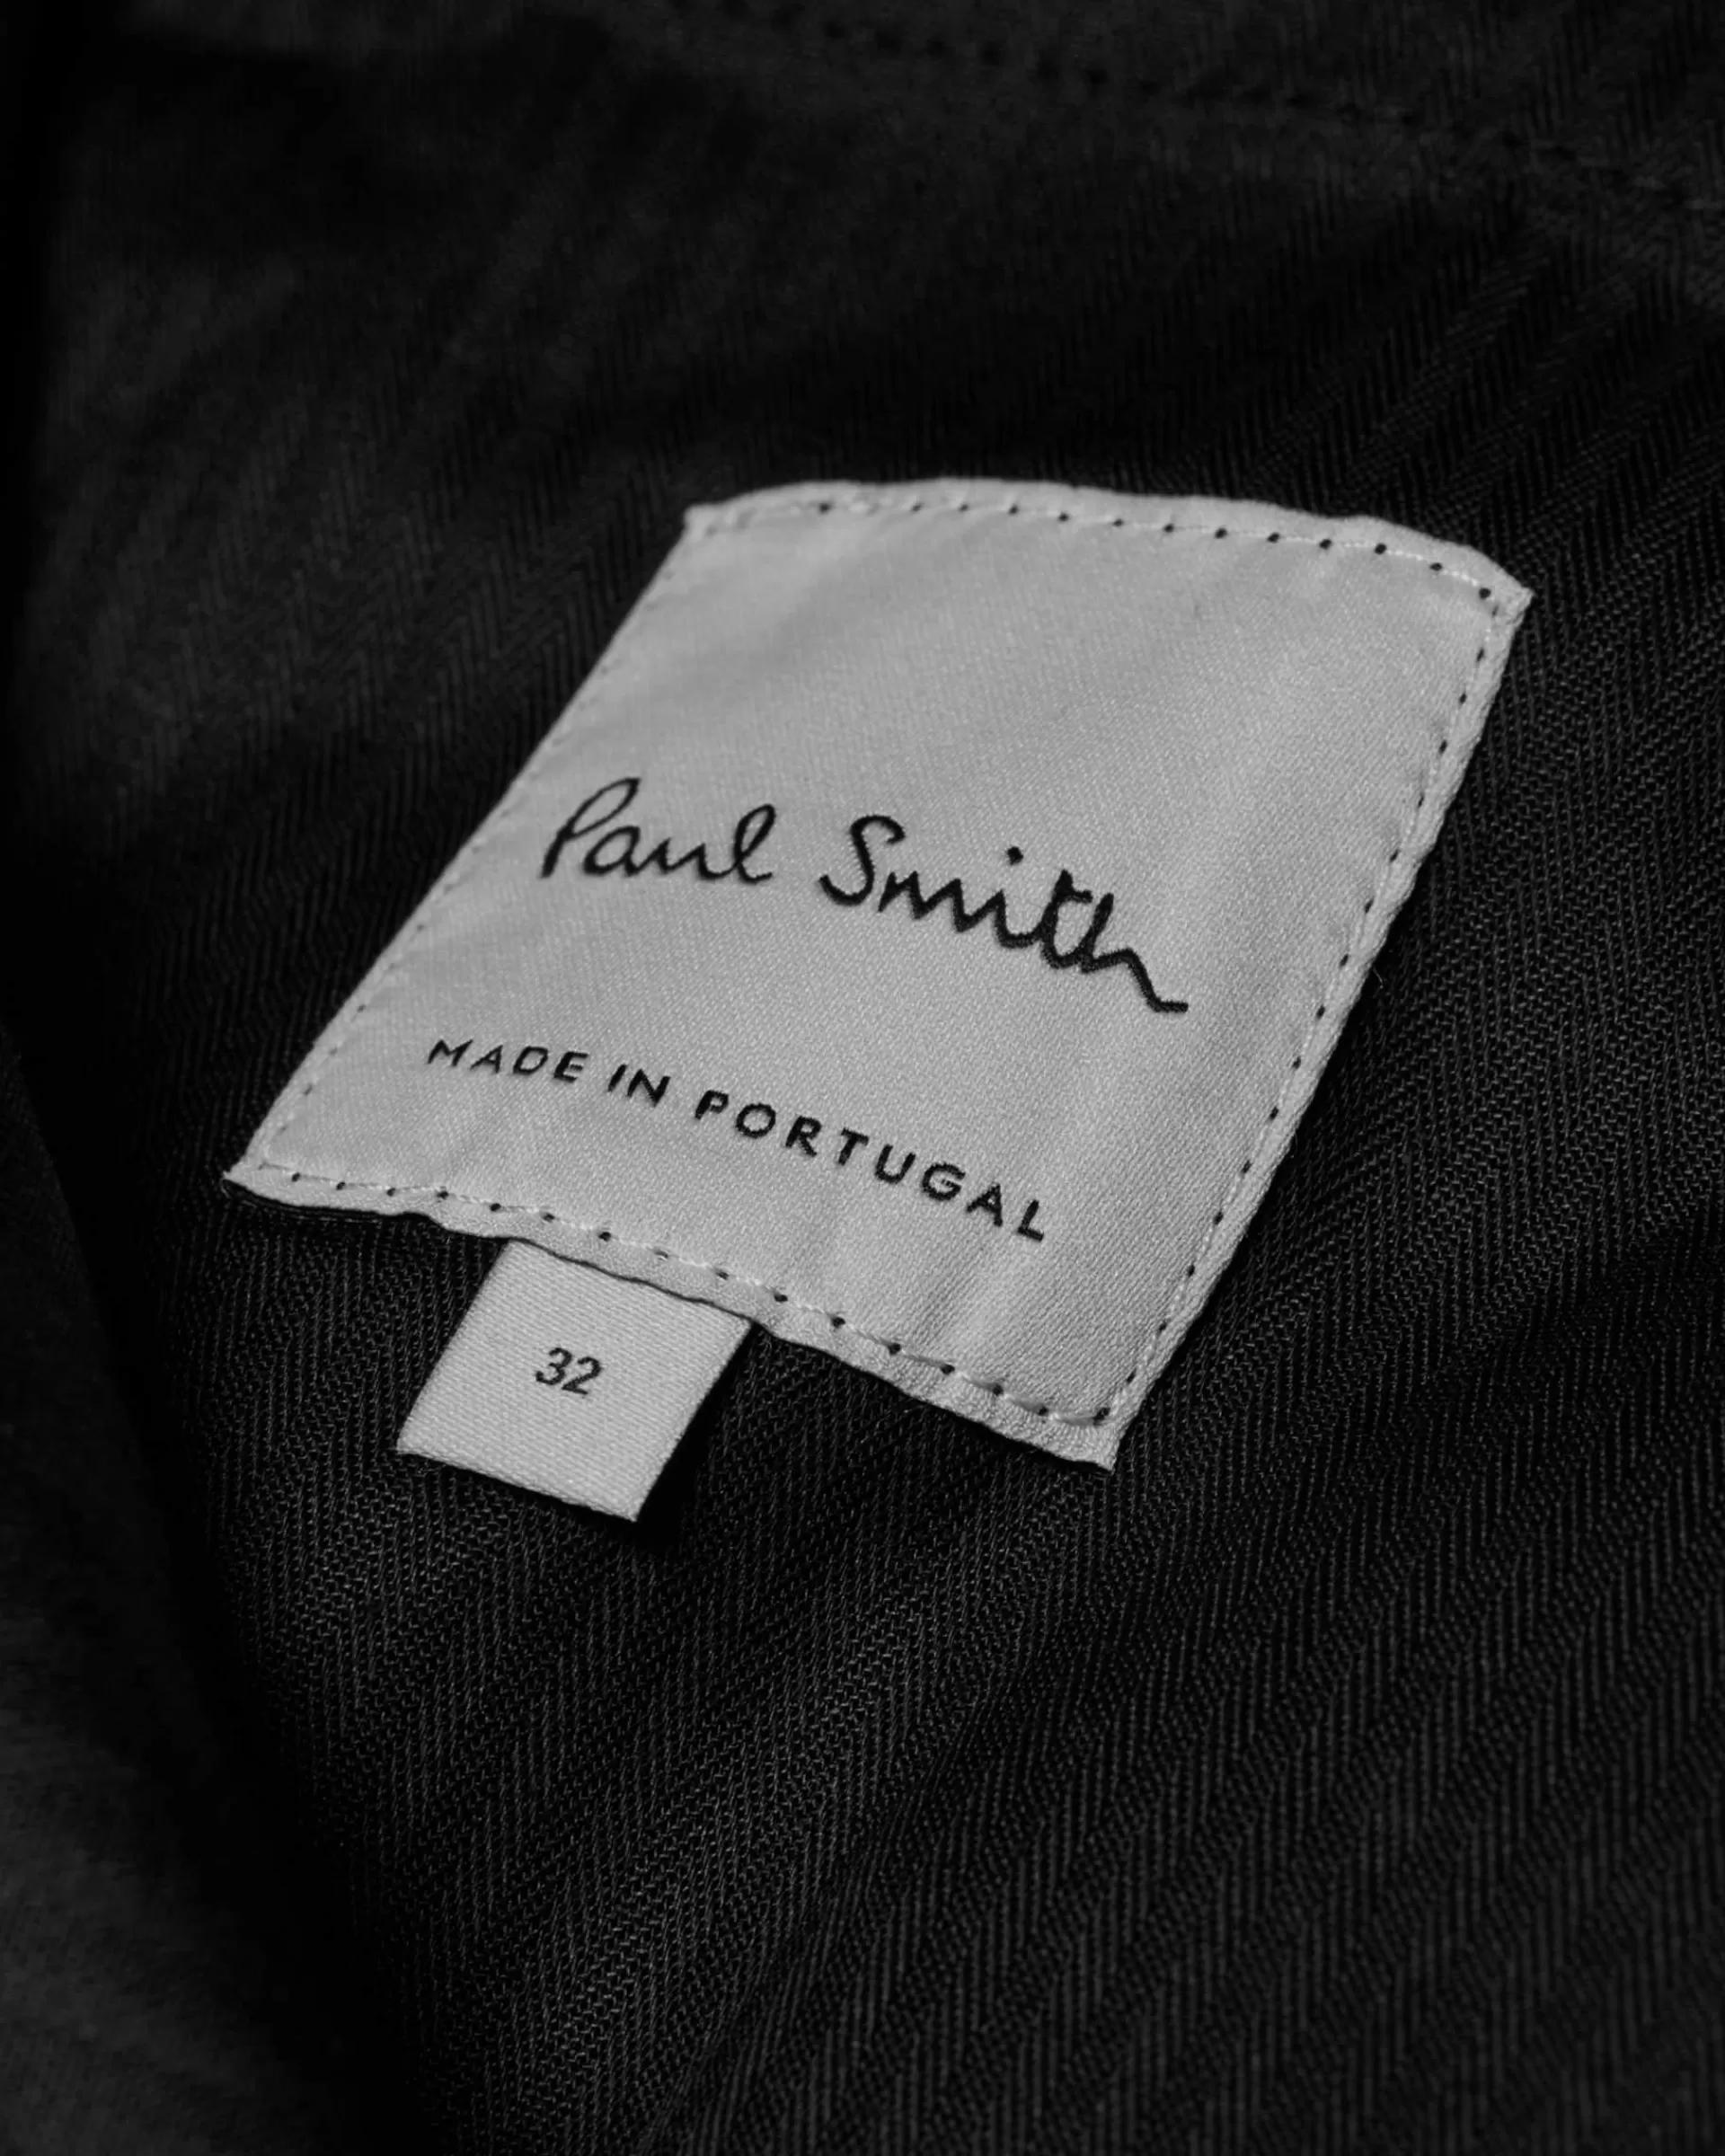 Paul Smith
MADE IN PORTUGAL
32